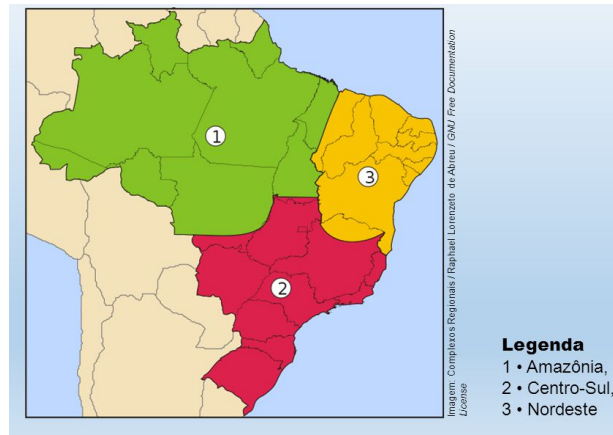 1
3
2
Imagem: Complexos Regionais / Raphael Lorenzeto de Abreu / GNU Free Documentation
License
Legenda
1 • Amazônia,
2 • Centro-Sul,
3 • Nordeste